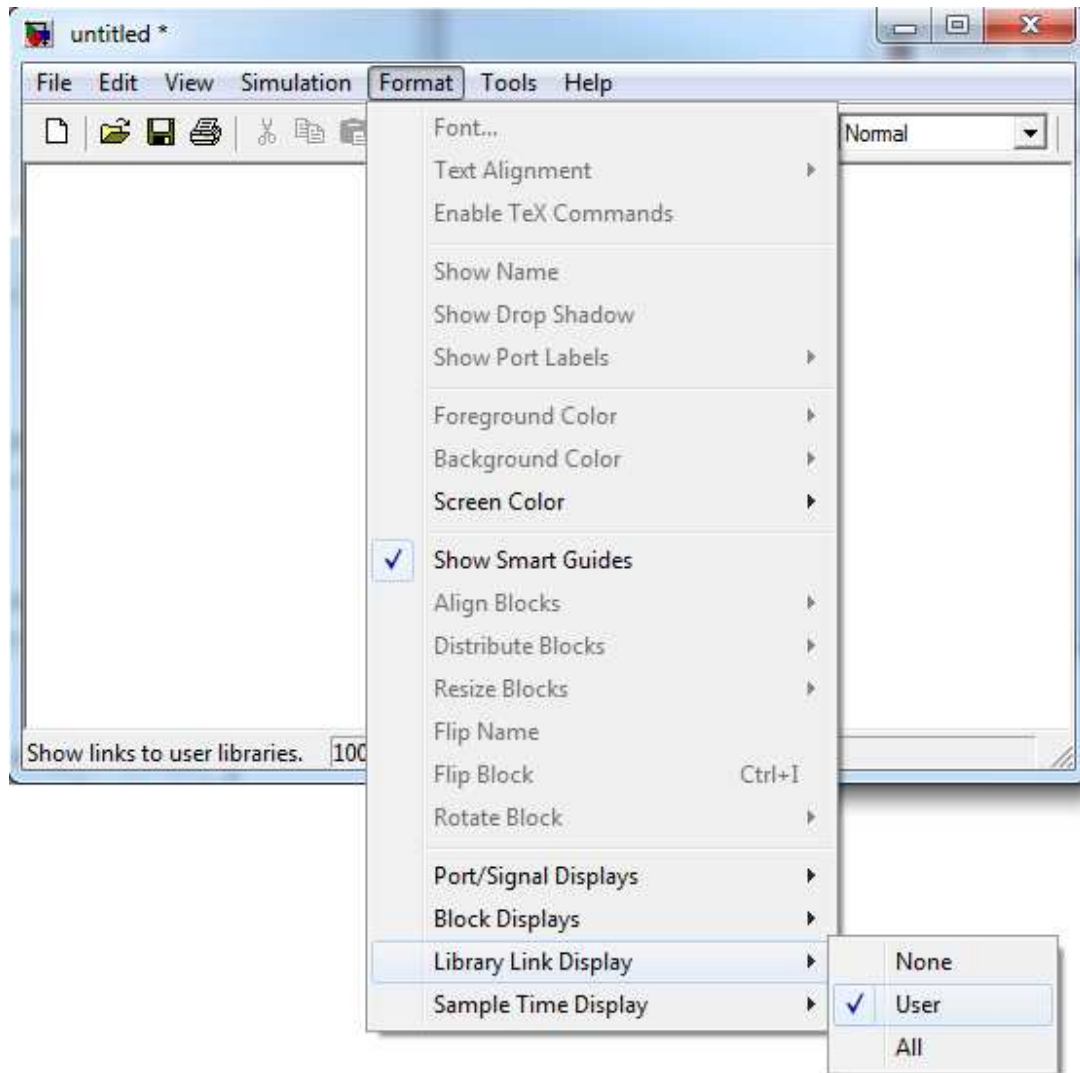 untitled *
File Edit View Simulation Format Tools Help
Normal
Font...
Text Alignment
Enable TeX Commands
Show Name
Show Drop Shadow
Show Port Labels
Foreground Color
Background Color
Screen Color
Show Smart Guides
Align Blocks
Distribute Blocks
Resize Blocks
Flip Name
Show links to user libraries. 100
Flip Block Ctrl+I
Rotate Block
Port/Signal Displays
Block Displays
Library Link Display
None
Sample Time Display
User
All